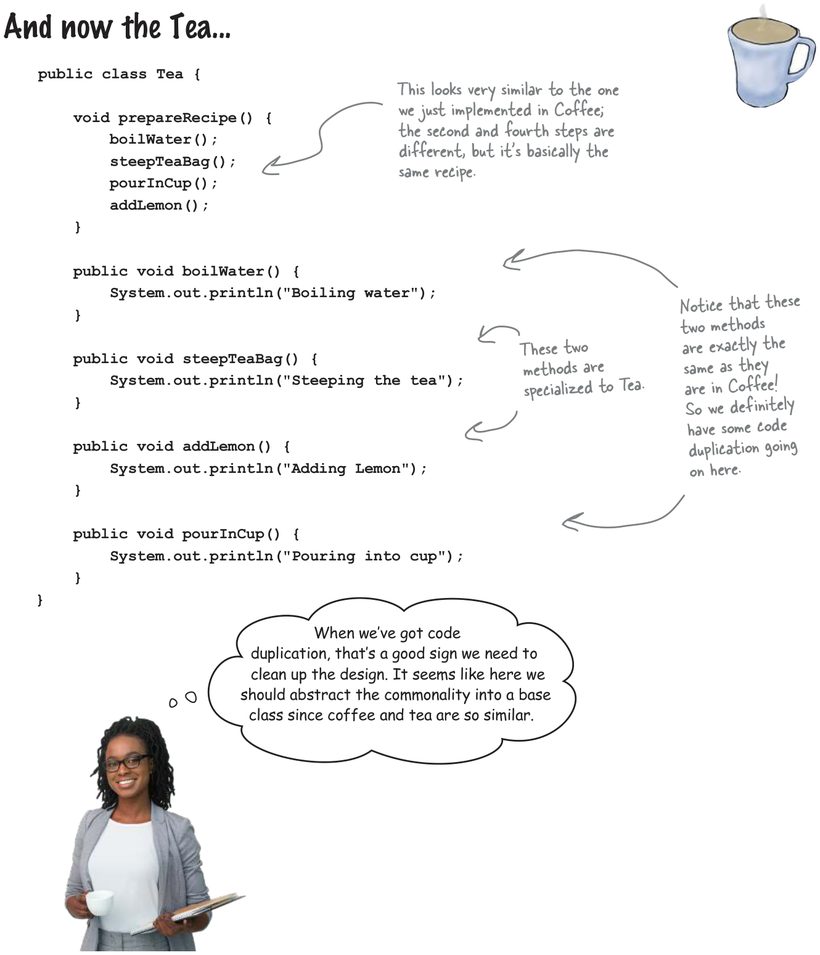 And now the Tea...
public class Tea {
void prepareRecipe() {
boilWater();
steepTeaBag();
pourInCup();
addLemon();
}
This looks very similar to the one
we just implemented in Coffee;
the second and fourth steps are
different, but it's basically the
same recipe.
public void boilWater() {
System.out.println("Boiling water");
}
public void steepTeaBag() {
System.out.println("Steeping the tea");
}
These two
methods are
specialized to Tea.
Notice that these
two methods
are exactly the
same as they
are in Coffee!
So we definitely
have some code
duplication going
on here.
public void addLemon() {
System.out.println("Adding Lemon");
}
public void pourInCup() {
System.out.println("Pouring into cup");
}
}
When we've got code
duplication, that's a good sign we need to
clean up the design. It seems like here we
should abstract the commonality into a base
class since coffee and tea are so similar.